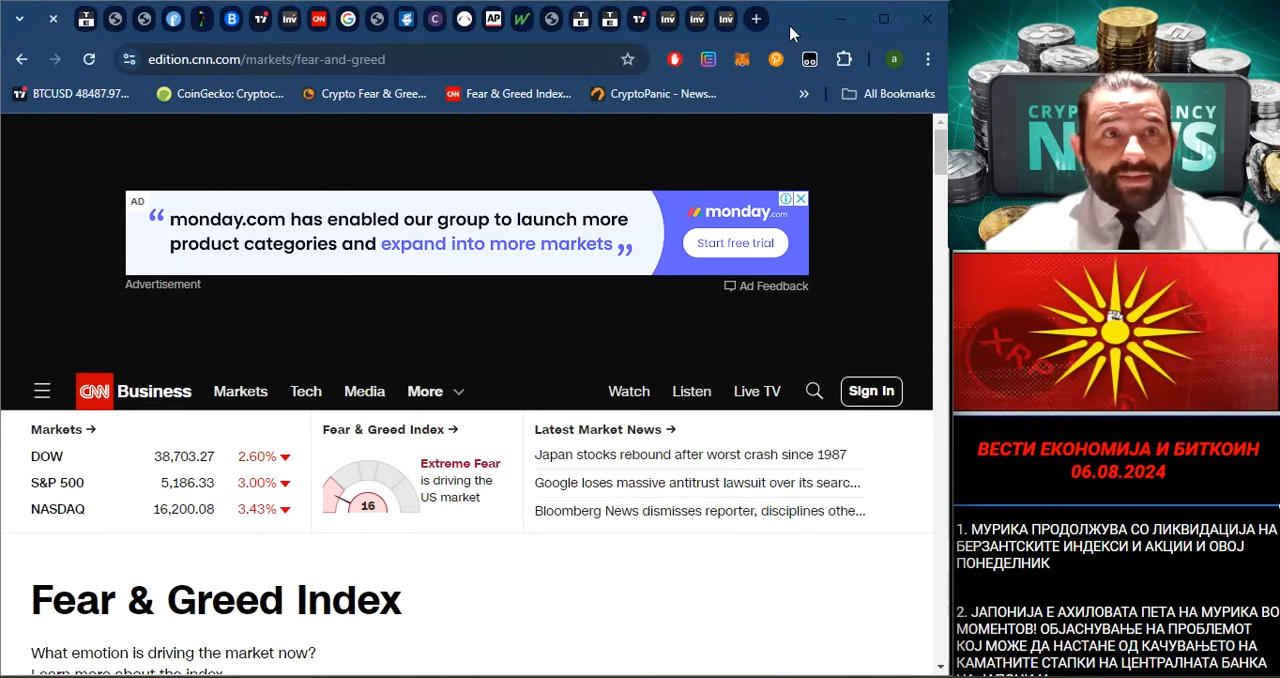 edition.cnn.com/markets/fear-and-greed
a
BTCUSD 48487.97...
CoinGecko: Cryptoc...
Crypto Fear & Gree...
Fear & Greed Index...
CryptoPanic - News...
All Bookmarks
AD
“ monday.com has enabled our group to launch more
product categories and expand into more markets ”
monday.com
Start free trial
Advertisement
Ad Feedback
CNN Business
Markets
Tech
Media
More
Watch
Listen
Live TV
Sign In
Markets →
DOW 38,703.27 2.60%
S&P 500 5,186.33 3.00%
NASDAQ 16,200.08 3.43%
Fear & Greed Index →
16
Extreme Fear
is driving the
US market
Latest Market News →
Japan stocks rebound after worst crash since 1987
Google loses massive antitrust lawsuit over its searc...
Bloomberg News dismisses reporter, disciplines othe...
Fear & Greed Index
What emotion is driving the market now?
Learn more about the index
XRP
ВЕСТИ ЕКОНОМИЈА И БИТКОИН
06.08.2024
1. МУРИКА ПРОДОЛЖУВА СО ЛИКВИДАЦИЈА НА
БЕРЗАНТСКИТЕ ИНДЕКСИ И АКЦИИ И ОВОЈ
ПОНЕДЕЛНИК
2. ЈАПОНИЈА Е АХИЛОВАТА ПЕТА НА МУРИКА ВО
МОМЕНТОВ! ОБЈАСНУВАЊЕ НА ПРОБЛЕМОТ
КОЈ МОЖЕ ДА НАСТАНЕ ОД КАЧУВАЊЕТО НА
КАМАТНИТЕ СТАПКИ НА ЦЕНТРАЛНАТА БАНКА